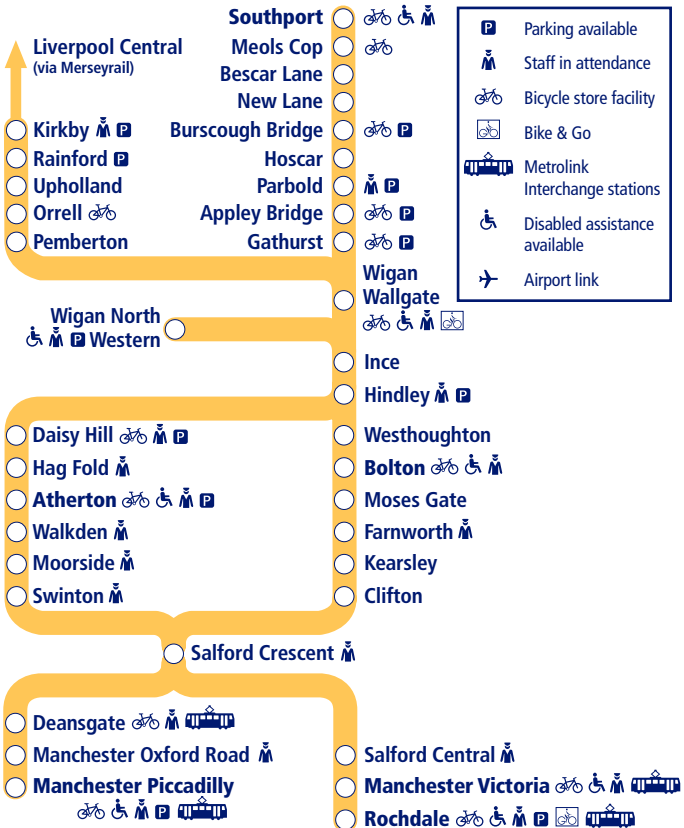 Southport
Meols Cop
Bescar Lane
New Lane
Burscough Bridge
Hoscar
Parbold
Appley Bridge
Gathurst
Liverpool Central
(via Merseyrail)
Kirkby P
Rainford P
Upholland
Orrell
Pemberton
P
P
P
P
P Parking available
Staff in attendance
Bicycle store facility
Bike & Go
Metrolink
Interchange stations
Disabled assistance
available
Airport link
Wigan
Wallgate
Wigan North
P Western
Ince
Hindley P
Daisy Hill P
Hag Fold
Atherton P
Walkden
Moorside
Swinton
Westhoughton
Bolton
Moses Gate
Farnworth
Kearsley
Clifton
Salford Crescent
Deansgate
Manchester Oxford Road
Manchester Piccadilly
P
Salford Central
Manchester Victoria
Rochdale P